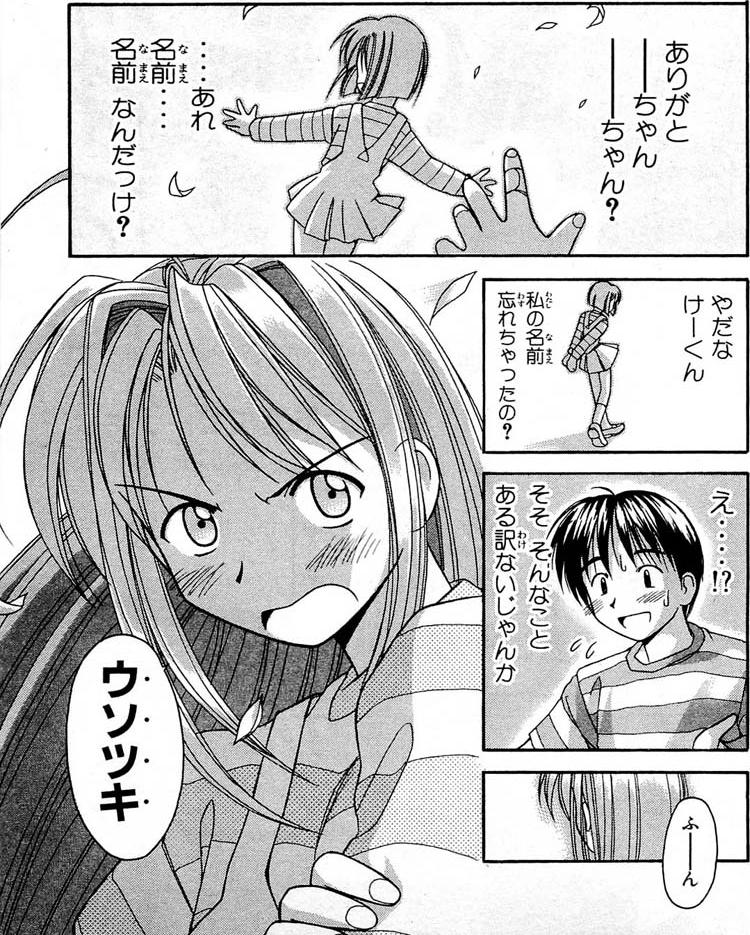 ありがと
――ちゃん
――ちゃん？
‥‥あれ
名前‥‥
名前 なんだっけ？
やだな
けーくん
私の名前
忘れちゃったの？
え‥‥⁉
そそ そんなこと
ある訳ないじゃんか
ふーん
ウソツキ